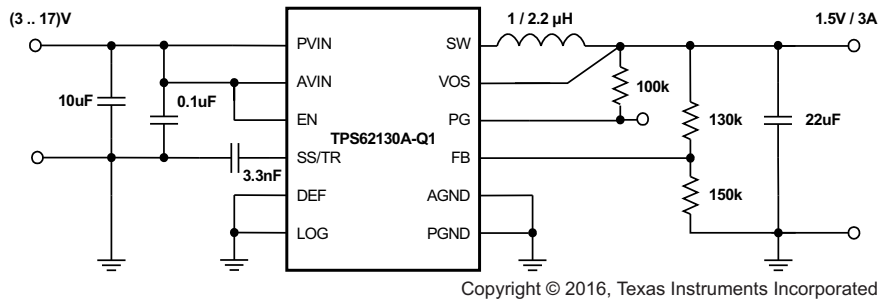 (3 .. 17)V
1 / 2.2 µH
1.5V / 3A
PVIN
SW
AVIN
VOS
100k
10uF
0.1uF
EN
PG
130k
22uF
TPS62130A-Q1
SS/TR
FB
3.3nF
150k
DEF
AGND
LOG
PGND
Copyright © 2016, Texas Instruments Incorporated